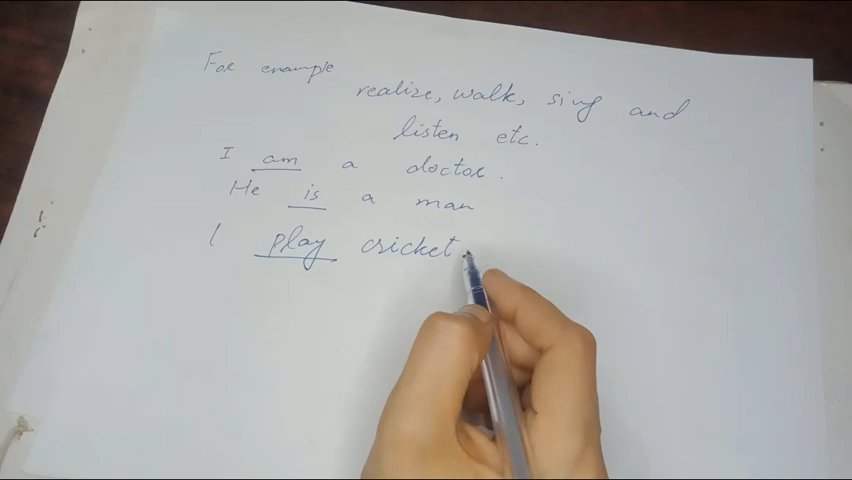 For example
realize, walk, sing and
listen etc.
I am a doctor.
He is a man
I play cricket